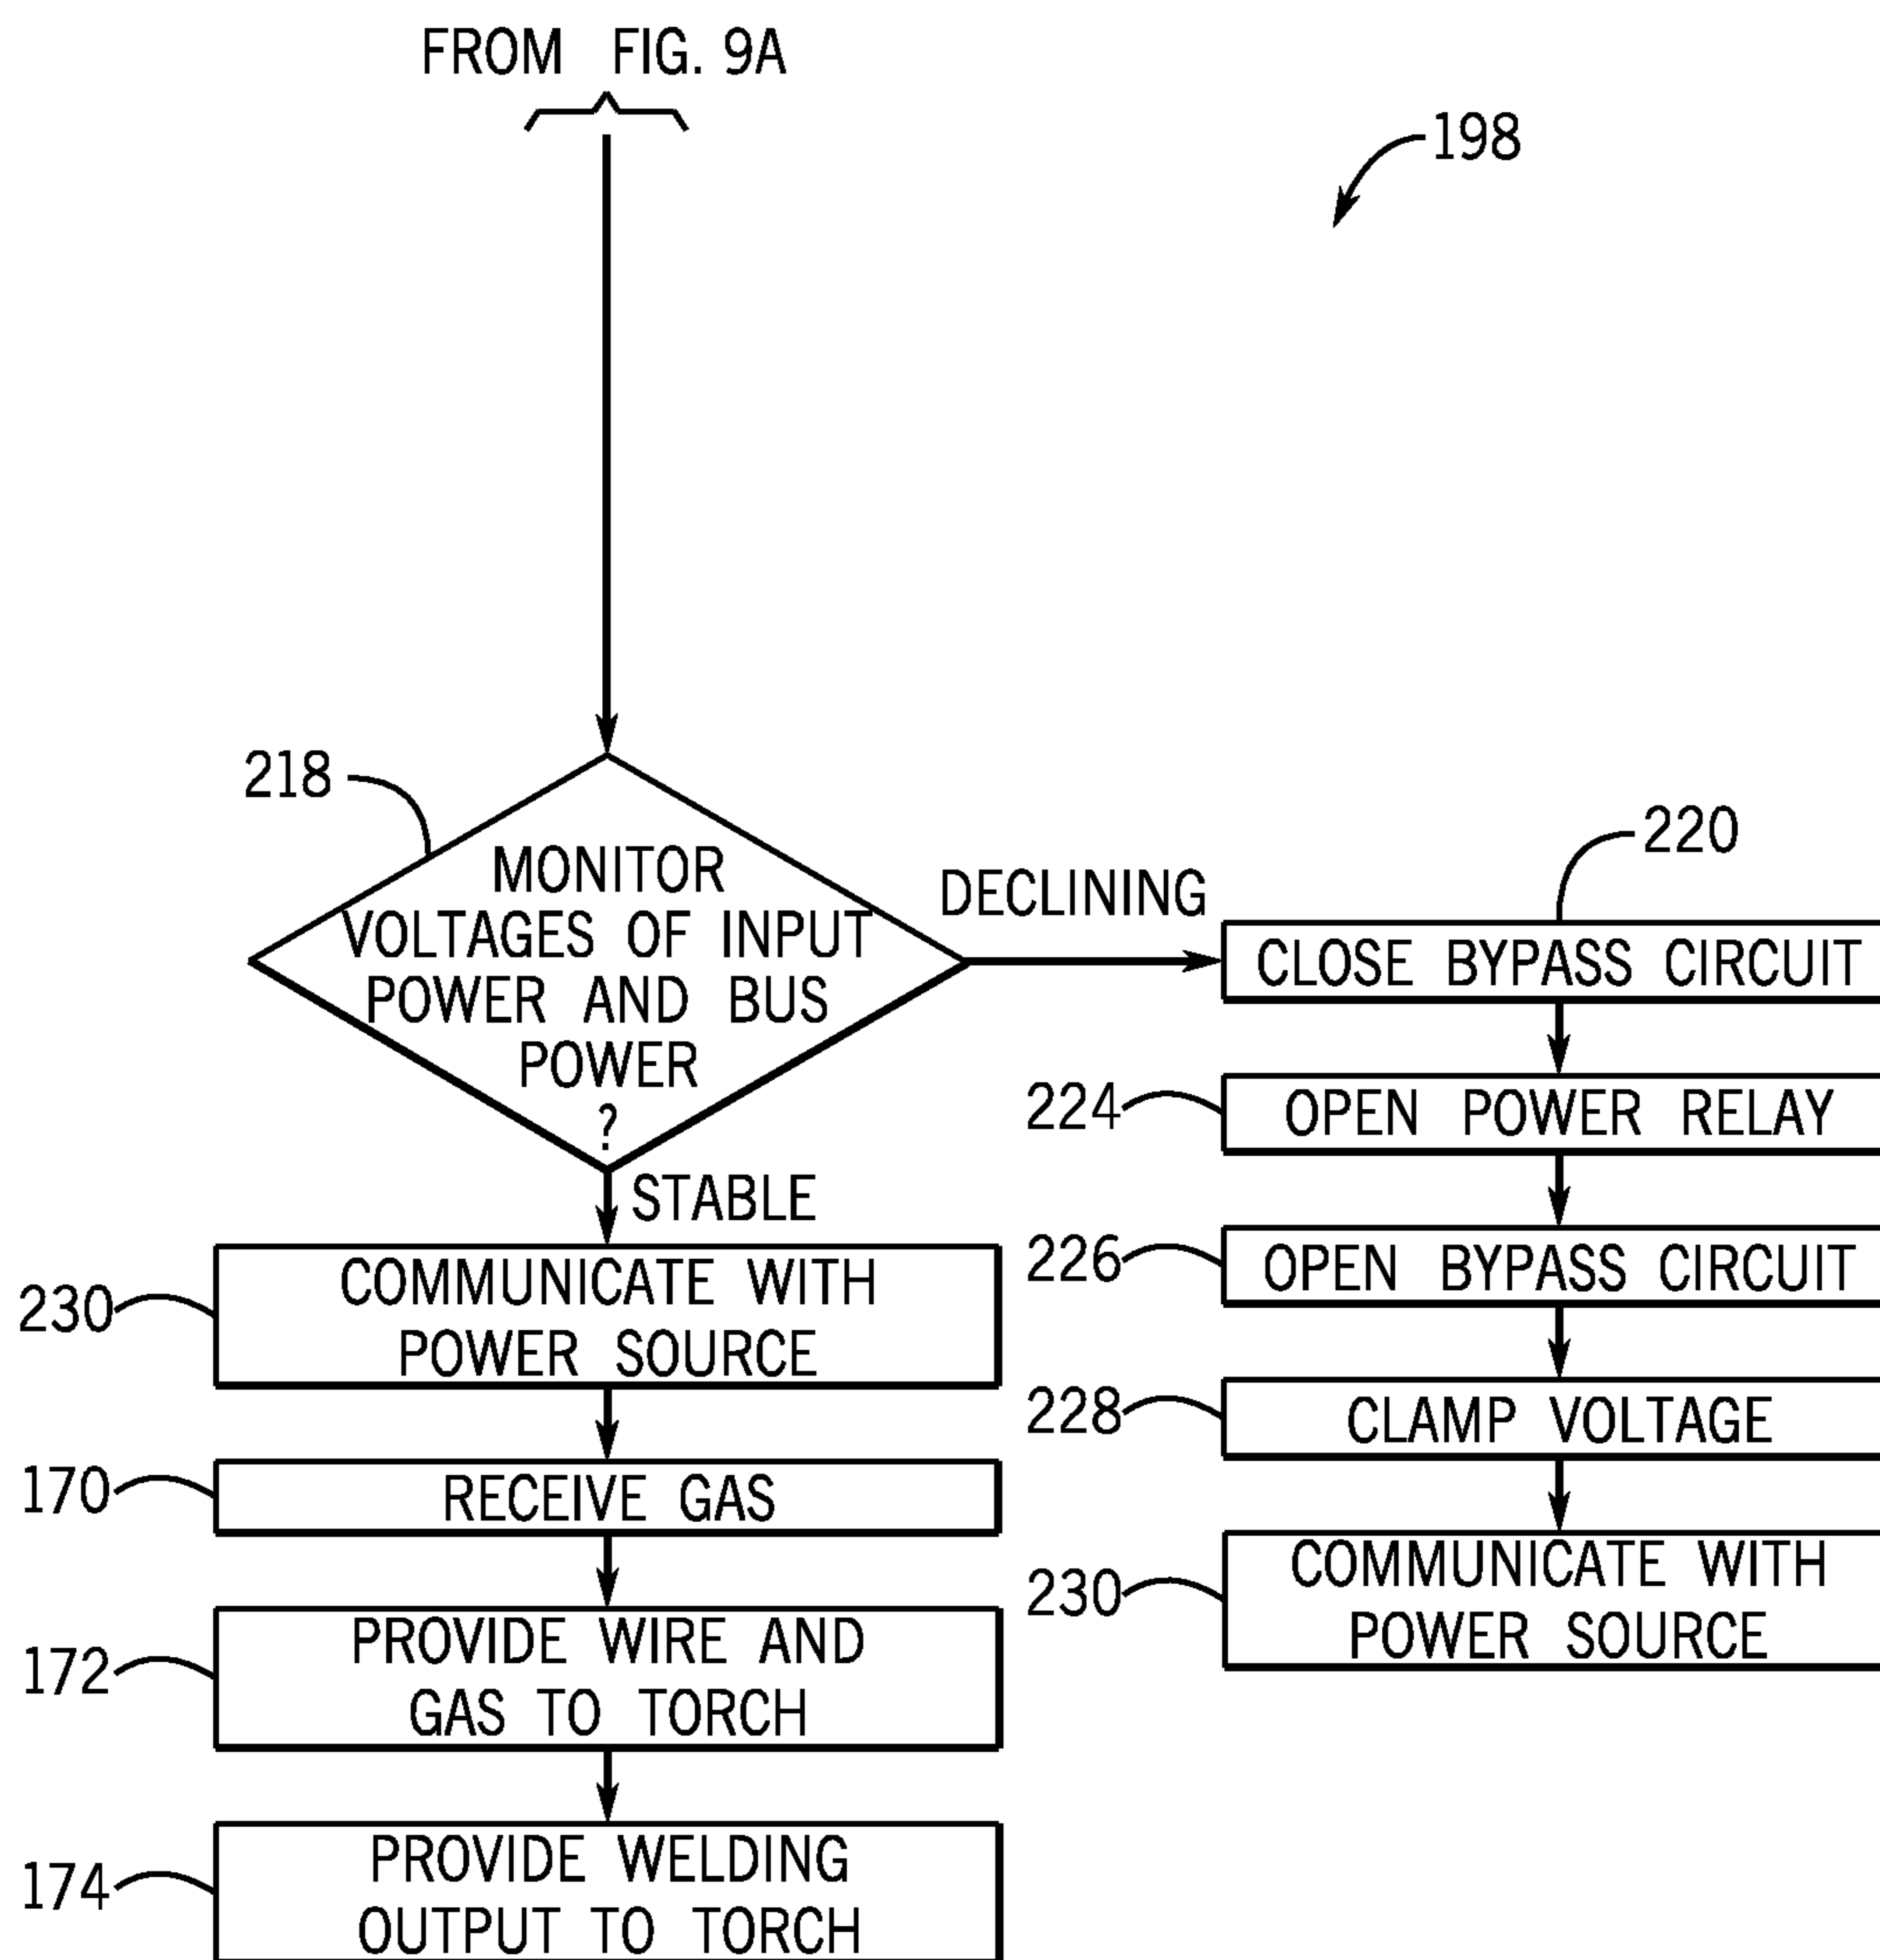 FROM FIG. 9A
198
218
MONITOR
VOLTAGES OF INPUT
POWER AND BUS
POWER
?
DECLINING
STABLE
220
CLOSE BYPASS CIRCUIT
224
OPEN POWER RELAY
226
OPEN BYPASS CIRCUIT
228
CLAMP VOLTAGE
230
COMMUNICATE WITH
POWER SOURCE
230
COMMUNICATE WITH
POWER SOURCE
170
RECEIVE GAS
172
PROVIDE WIRE AND
GAS TO TORCH
174
PROVIDE WELDING
OUTPUT TO TORCH